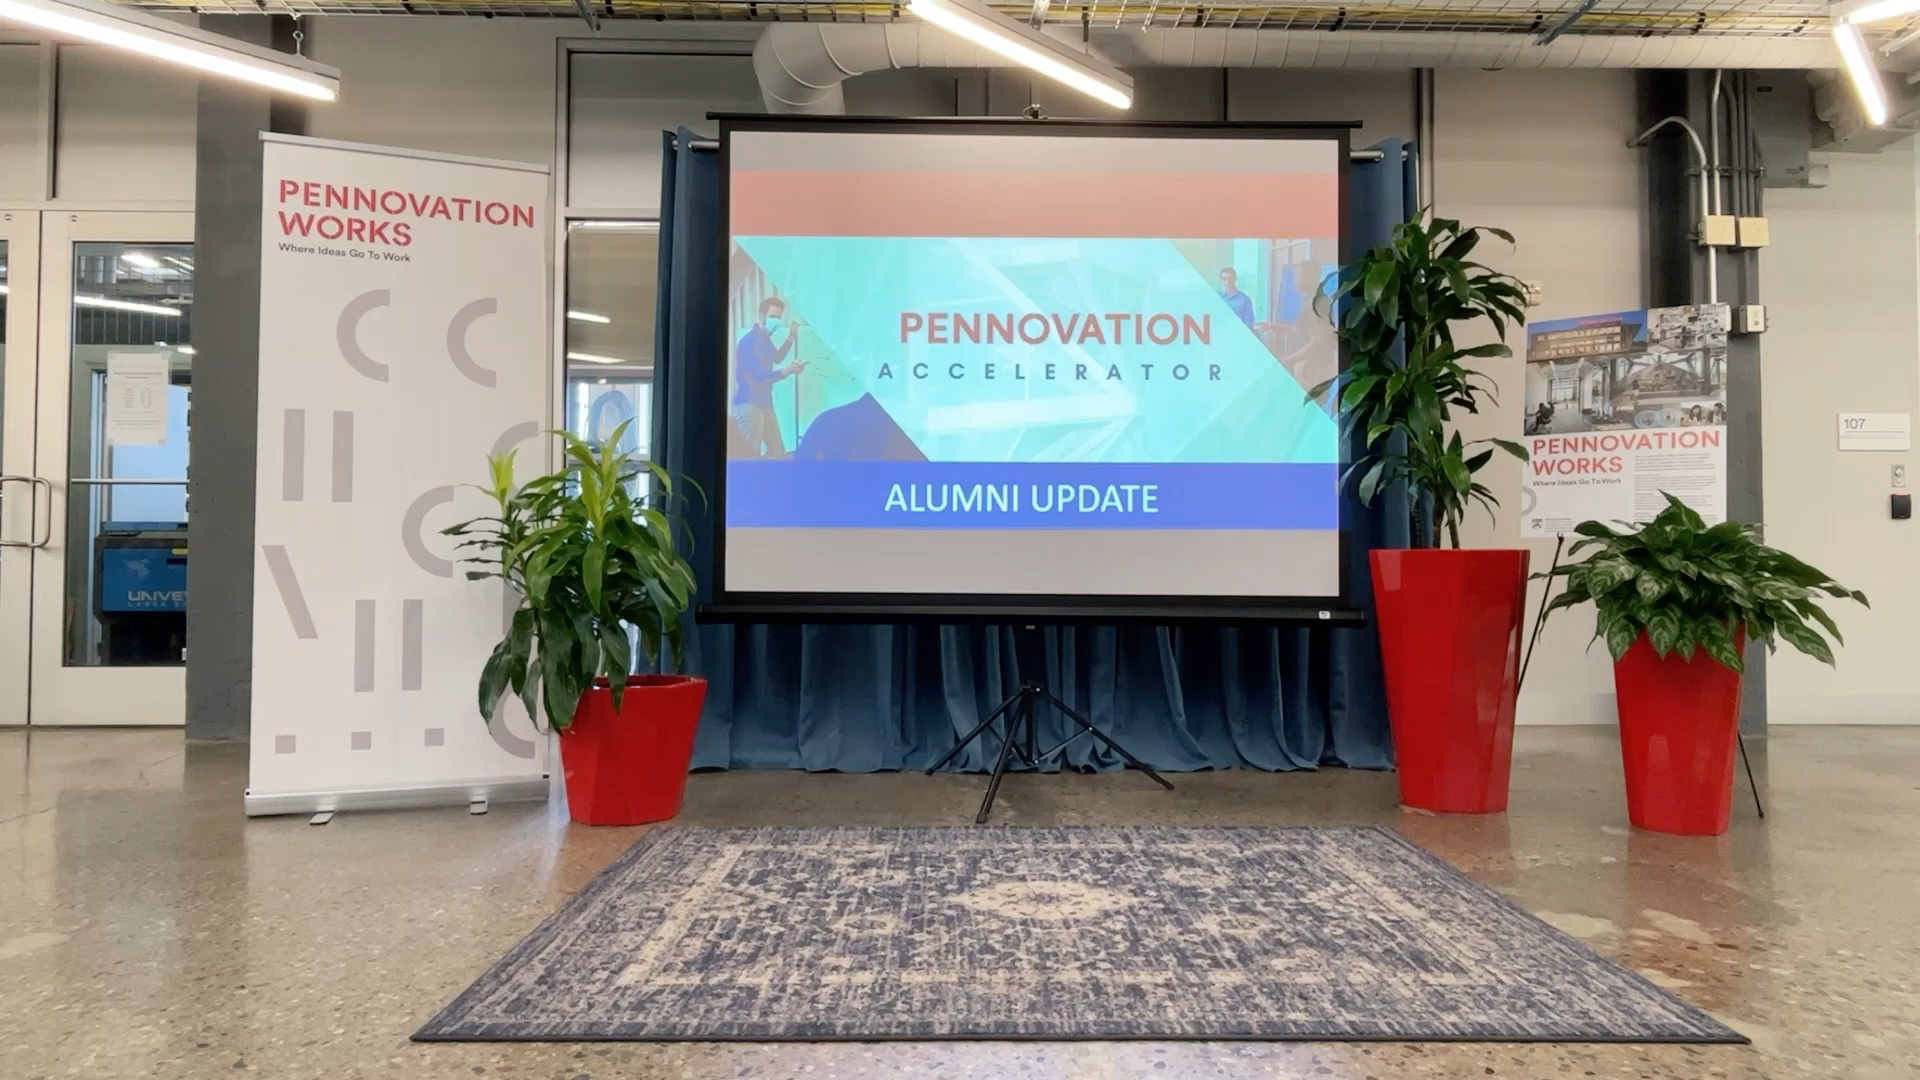 PENNOVATION
WORKS
Where Ideas Go To Work
PENNOVATION
ACCELERATOR
ALUMNI UPDATE
PENNOVATION
WORKS
Where Ideas Go To Work
107